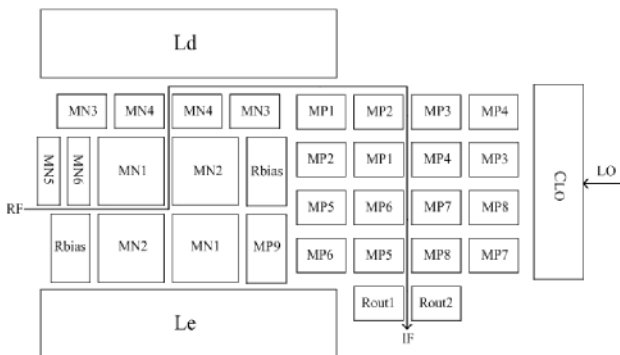 Ld
MN3 MN4 MN4 MN3 MP1 MP2 MP3 MP4
MN5 MN6 MN1 MN2 Rbias MP2 MP1 MP4 MP3
CLO LO
RF MP5 MP6 MP7 MP8
Rbias MN2 MN1 MP9 MP6 MP5 MP8 MP7
Le Rout1 Rout2
IF